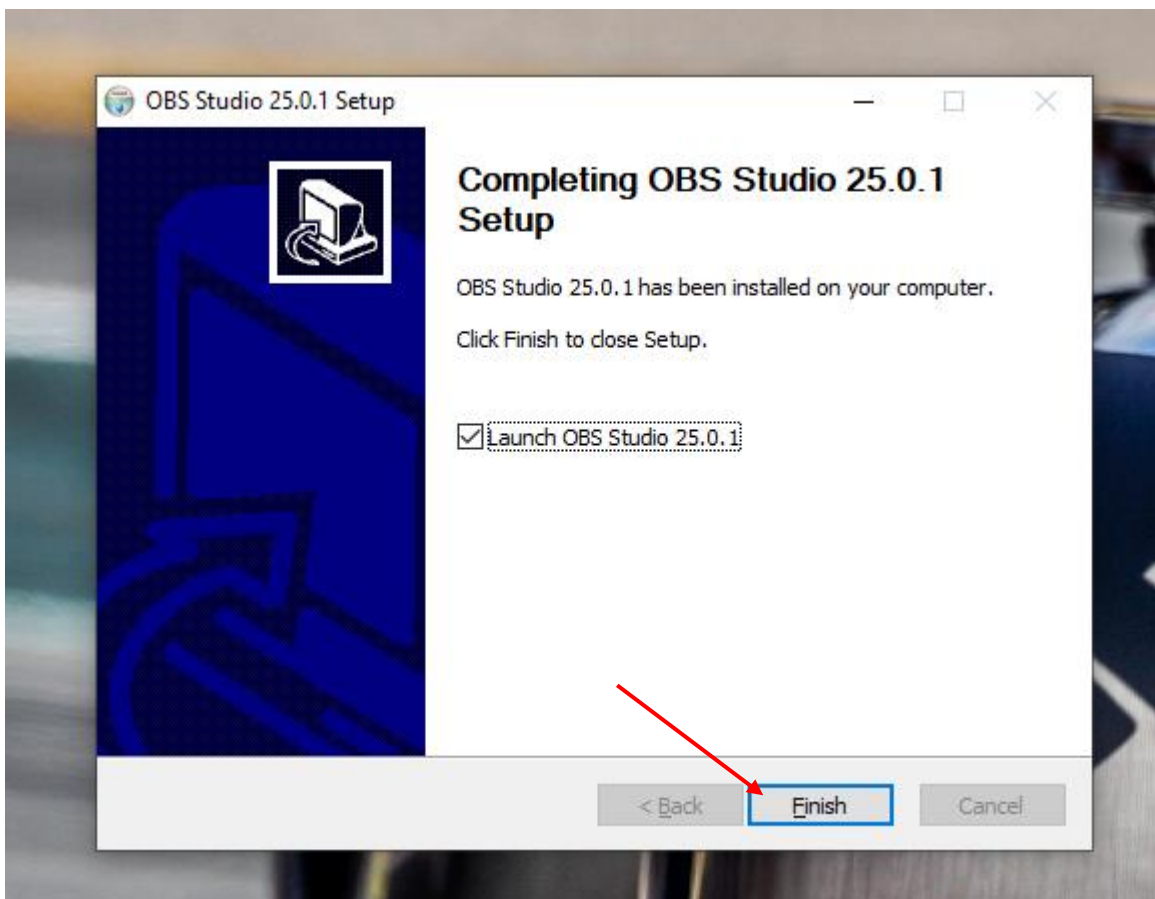 OBS Studio 25.0.1 Setup
Completing OBS Studio 25.0.1
Setup
OBS Studio 25.0.1 has been installed on your computer.
Click Finish to close Setup.
Launch OBS Studio 25.0.1
< Back Finish Cancel